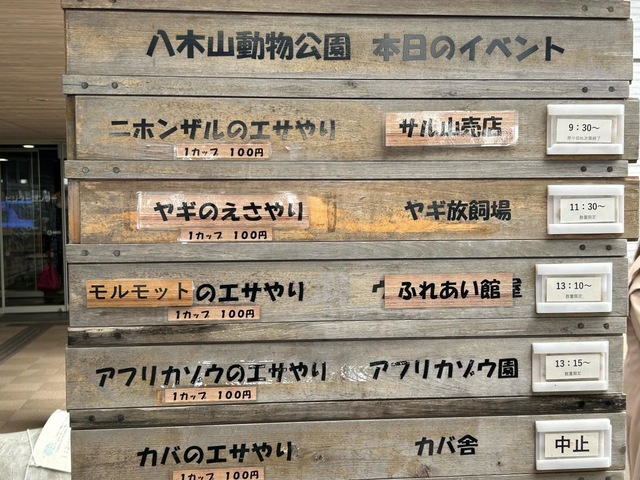 八木山動物公園 本日のイベント
ニホンザルのエサやり サル山売店 9:30～
1カップ 100円
ヤギのえさやり ヤギ放飼場 11:30～
数量限定
1カップ 100円
モルモットのエサやり ふれあい館 13:10～
数量限定
1カップ 100円
アフリカゾウのエサやり アフリカゾウ園 13:15～
数量限定
1カップ 100円
カバのエサやり カバ舎 中止
1カップ 100円